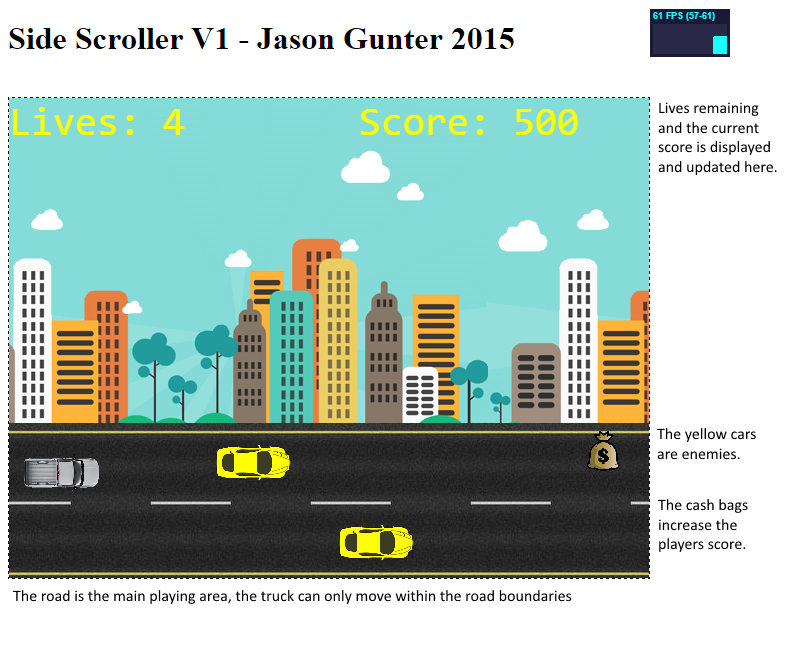 61 FPS (57-61)
Side Scroller V1 - Jason Gunter 2015
Lives: 4 Score: 500
Lives remaining
and the current
score is displayed
and updated here.
The yellow cars
are enemies.
$
The cash bags
increase the
players score.
The road is the main playing area, the truck can only move within the road boundaries